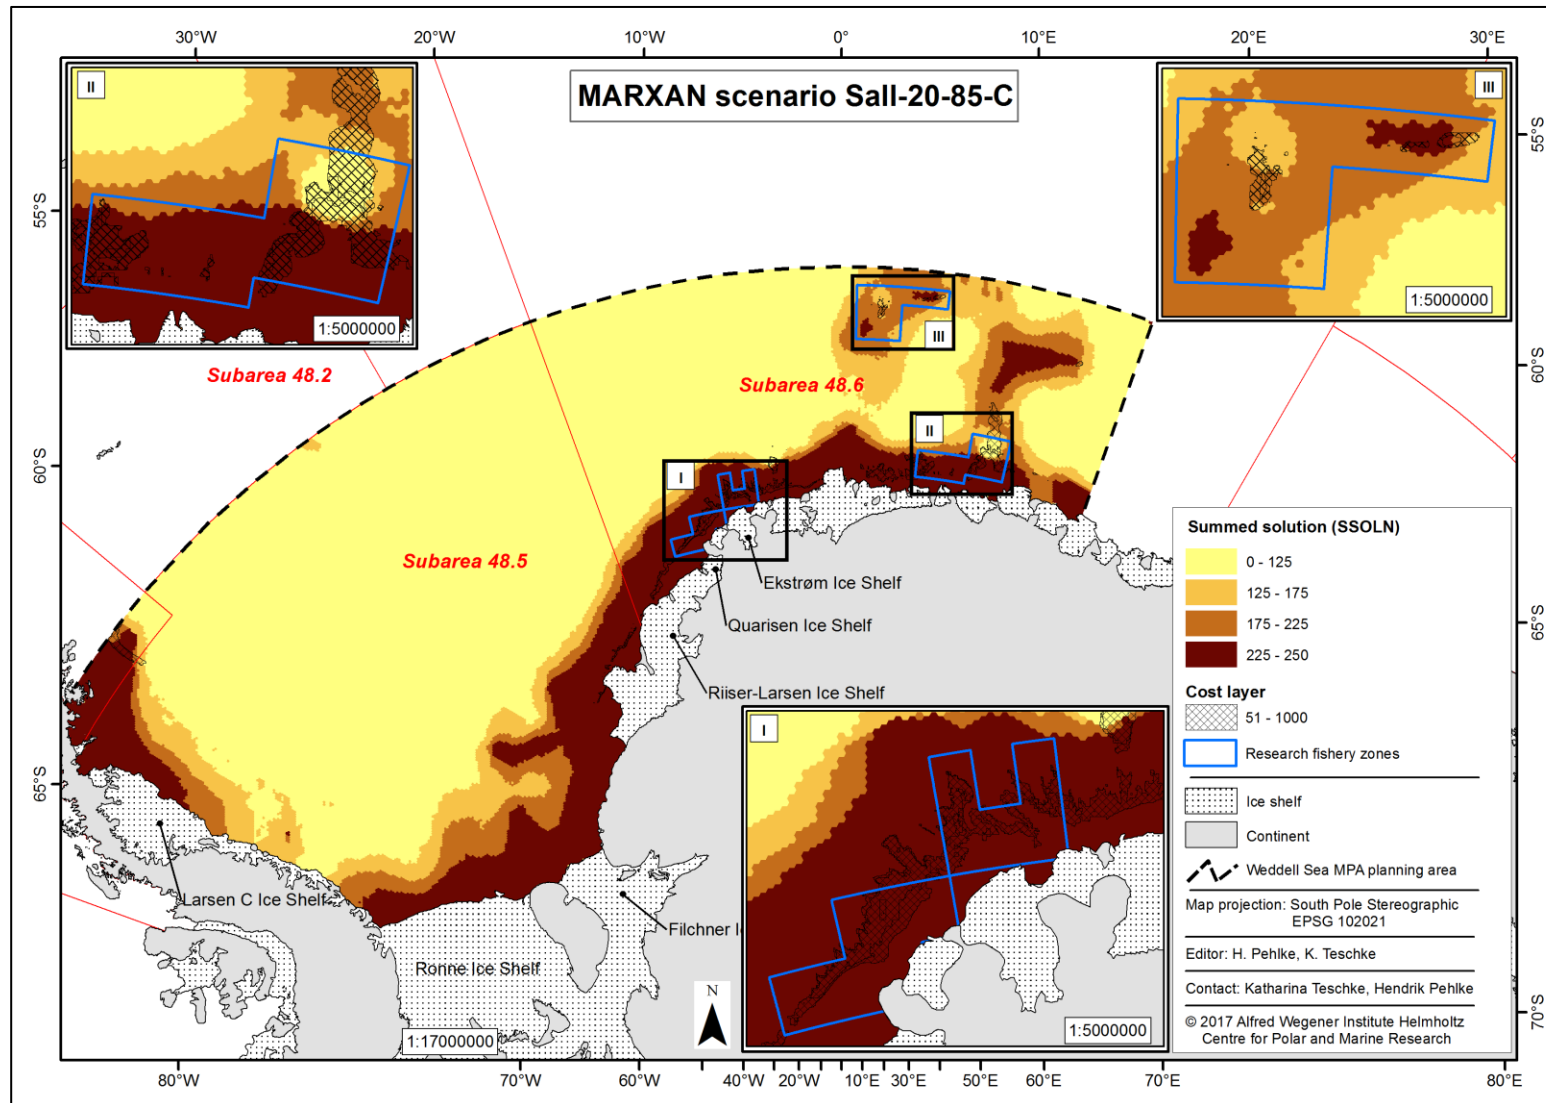 30°W 20°W 10°W 0° 10°E 20°E 30°E
II
MARXAN scenario Sall-20-85-C
III
55°S
55°S
1:5000000
1:5000000
III
Subarea 48.2
Subarea 48.6
60°S
II
60°S
I
Subarea 48.5
Ekstrøm Ice Shelf
Quarisen Ice Shelf
Riiser-Larsen Ice Shelf
65°S
65°S
I
Larsen C Ice Shelf
Filchner
Ronne Ice Shelf
N
1:17000000
1:5000000
70°S
Summed solution (SSOLN)
0 - 125
125 - 175
175 - 225
225 - 250
Cost layer
51 - 1000
Research fishery zones
Ice shelf
Continent
Weddell Sea MPA planning area
Map projection: South Pole Stereographic
EPSG 102021
Editor: H. Pehlke, K. Teschke
Contact: Katharina Teschke, Hendrik Pehlke
© 2017 Alfred Wegener Institute Helmholtz
Centre for Polar and Marine Research
80°W 70°W 60°W 40°W 20°W 10°E 30°E 50°E 60°E 70°E 80°E